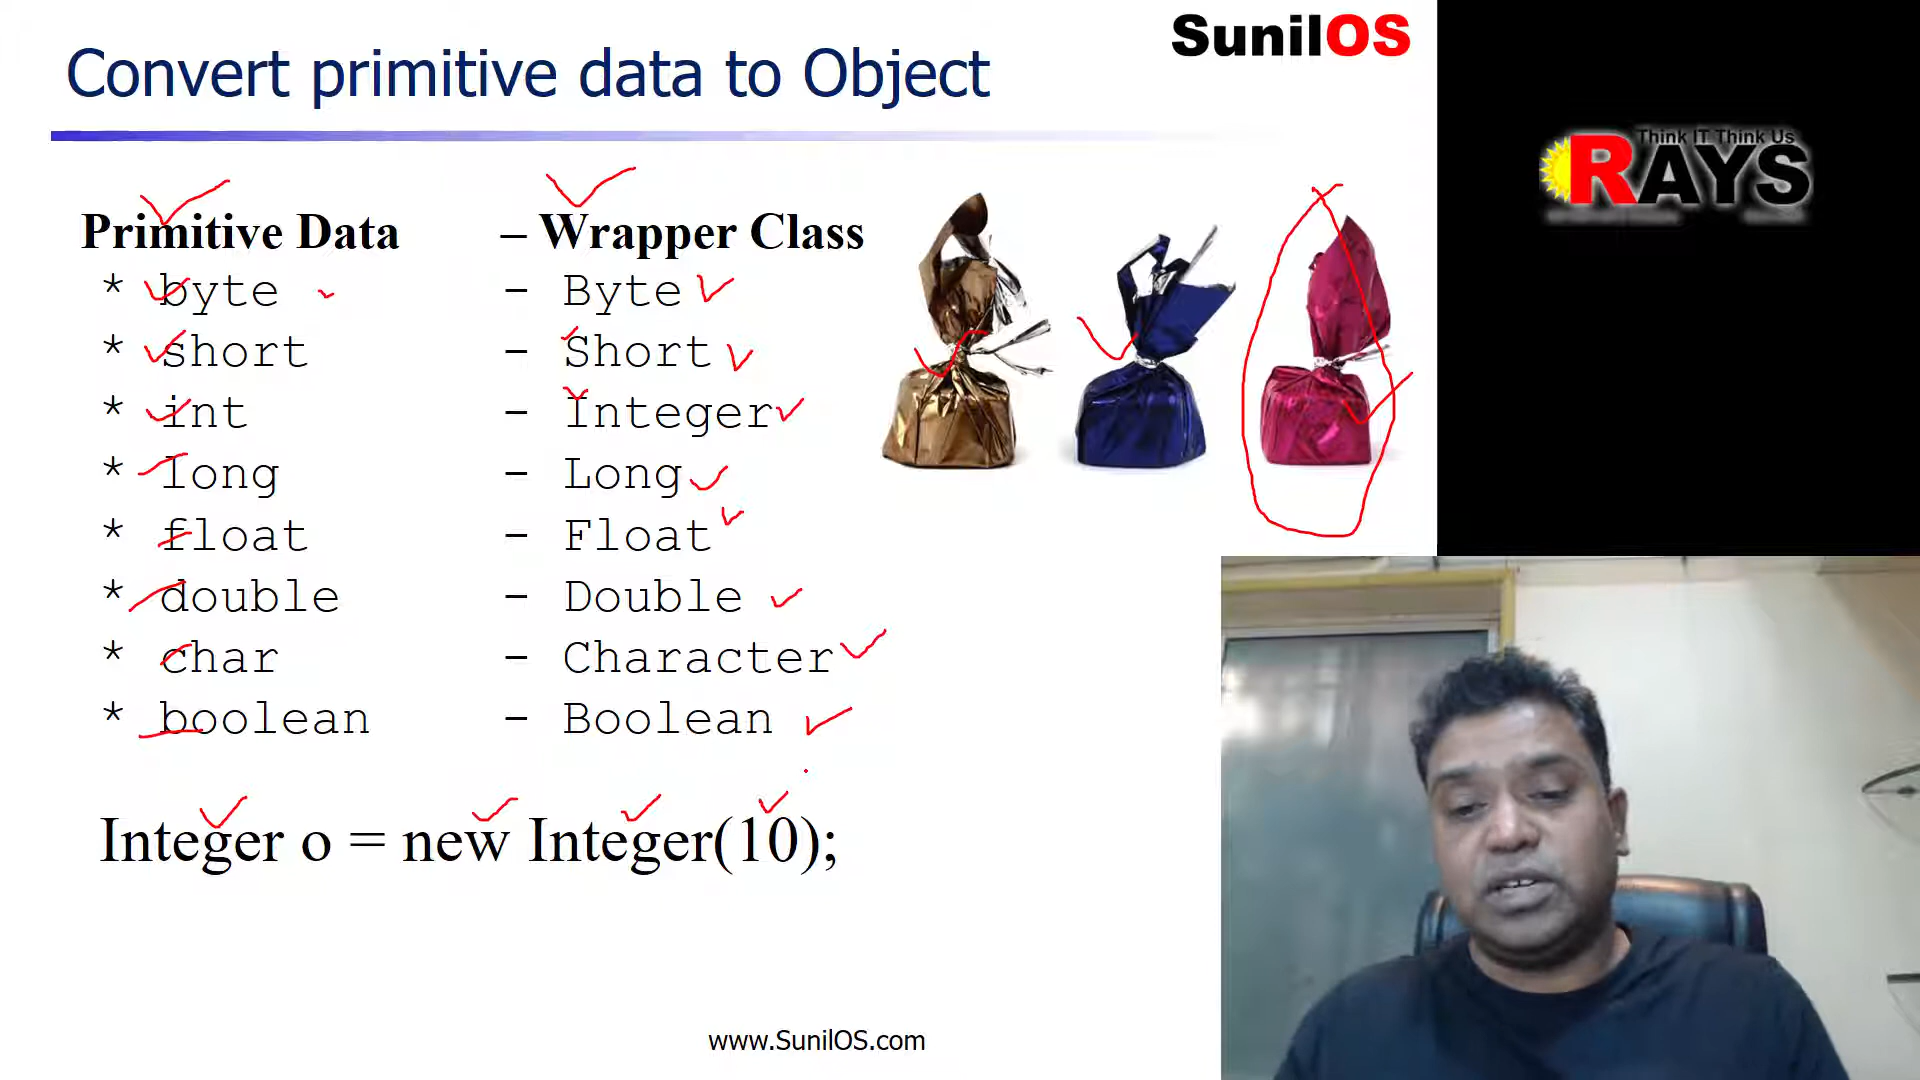 SunilOS
Convert primitive data to Object
Think IT Think Us
RAYS
Primitive Data – Wrapper Class
* byte – Byte
* short – Short
* int – Integer
* long – Long
* float – Float
* double – Double
* char – Character
* boolean – Boolean
Integer o = new Integer(10);
www.SunilOS.com